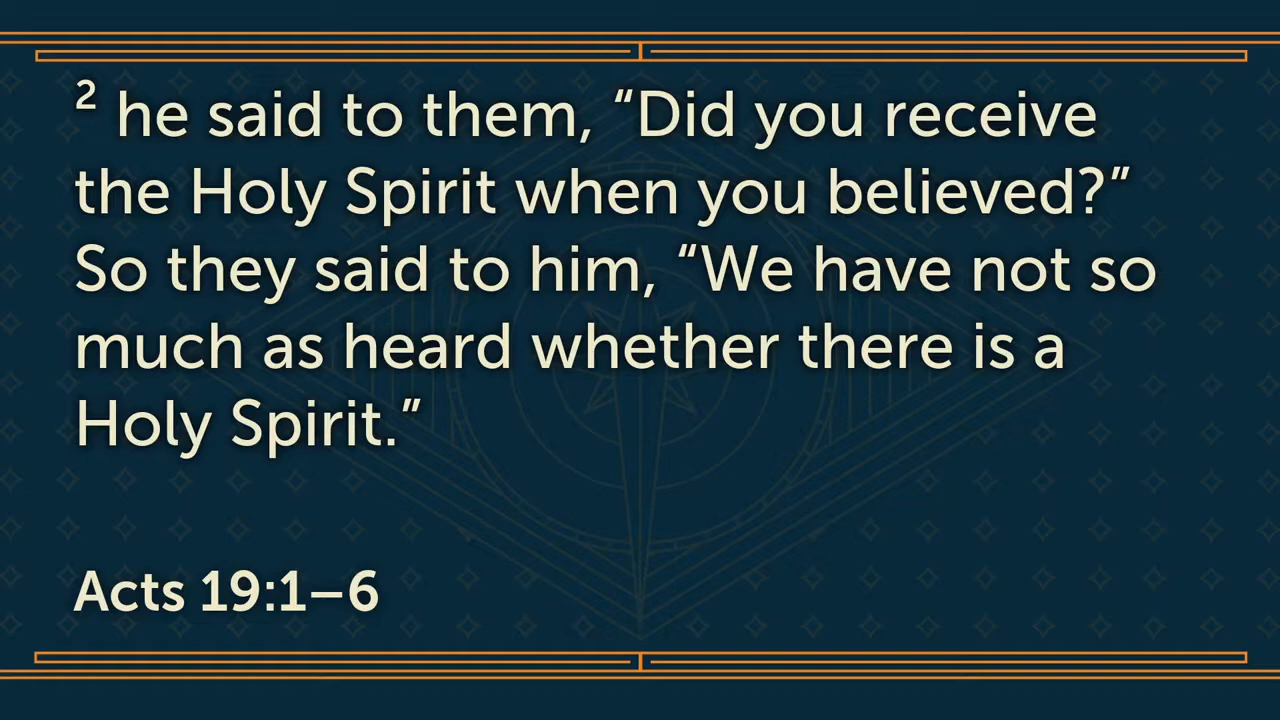 2 he said to them, “Did you receive
the Holy Spirit when you believed?”
So they said to him, “We have not so
much as heard whether there is a
Holy Spirit.”
Acts 19:1–6